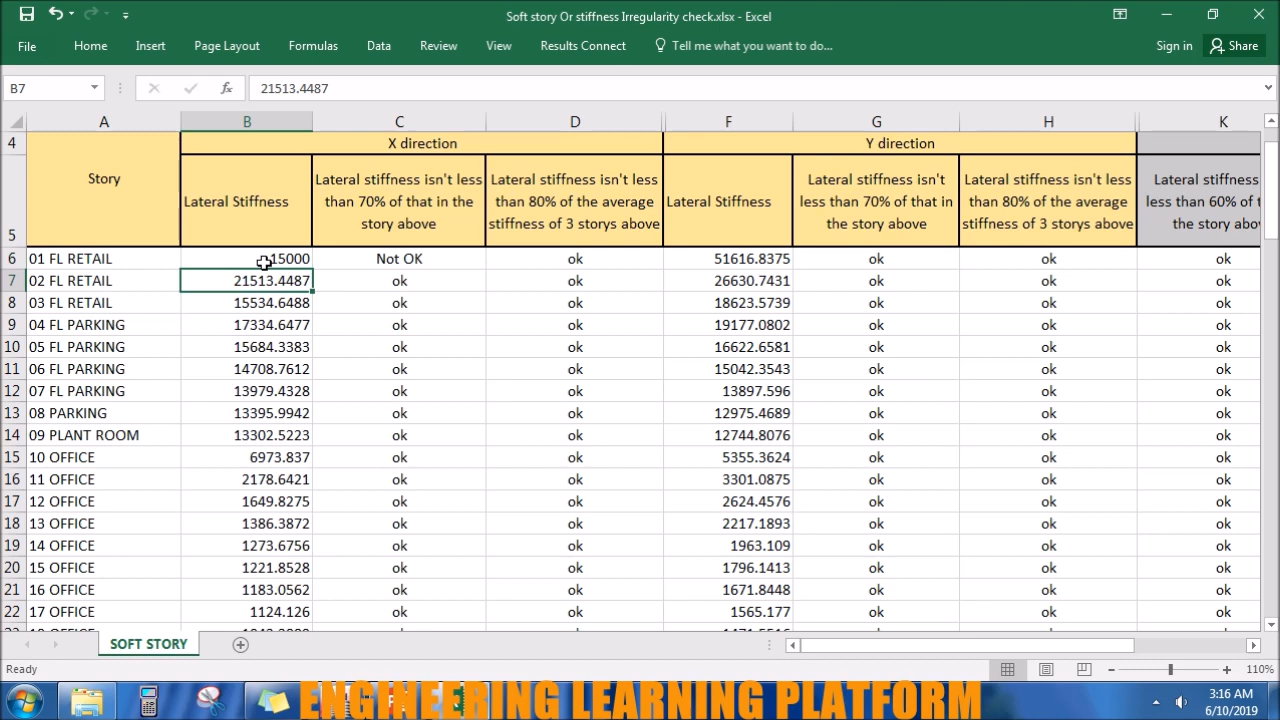 Soft story Or stiffness Irregularity check.xlsx - Excel
File Home Insert Page Layout Formulas Data Review View Results Connect Tell me what you want to do... Sign in Share
B7 fx 21513.4487
A B C D F G H K
4 X direction Y direction
5 Story
Lateral Stiffness
Lateral stiffness isn't less
than 70% of that in the
story above
Lateral stiffness isn't less
than 80% of the average
stiffness of 3 storys above
Lateral Stiffness
Lateral stiffness isn't
less than 70% of that in
the story above
Lateral stiffness isn't less
than 80% of the average
stiffness of 3 storys above
Lateral stiffness
less than 60% of t
the story abov
6 01 FL RETAIL 15000 Not OK ok 51616.8375 ok ok ok
7 02 FL RETAIL 21513.4487 ok ok 26630.7431 ok ok ok
8 03 FL RETAIL 15534.6488 ok ok 18623.5739 ok ok ok
9 04 FL PARKING 17334.6477 ok ok 19177.0802 ok ok ok
10 05 FL PARKING 15684.3383 ok ok 16622.6581 ok ok ok
11 06 FL PARKING 14708.7612 ok ok 15042.3543 ok ok ok
12 07 FL PARKING 13979.4328 ok ok 13897.596 ok ok ok
13 08 PARKING 13395.9942 ok ok 12975.4689 ok ok ok
14 09 PLANT ROOM 13302.5223 ok ok 12744.8076 ok ok ok
15 10 OFFICE 6973.837 ok ok 5355.3624 ok ok ok
16 11 OFFICE 2178.6421 ok ok 3301.0875 ok ok ok
17 12 OFFICE 1649.8275 ok ok 2624.4576 ok ok ok
18 13 OFFICE 1386.3872 ok ok 2217.1893 ok ok ok
19 14 OFFICE 1273.6756 ok ok 1963.109 ok ok ok
20 15 OFFICE 1221.8528 ok ok 1796.1413 ok ok ok
21 16 OFFICE 1183.0562 ok ok 1671.8448 ok ok ok
22 17 OFFICE 1124.126 ok ok 1565.177 ok ok ok
SOFT STORY
Ready 110%
ENGINEERING LEARNING PLATFORM
3:16 AM
6/10/2019